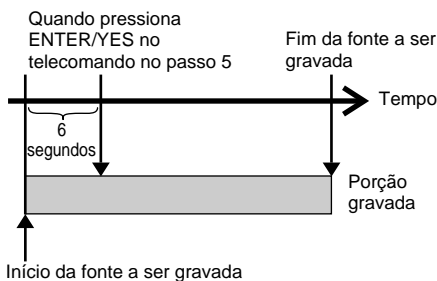 Quando pressiona
ENTER/YES no
telecomando no passo 5
Fim da fonte a ser
gravada
Tempo
6
segundos
Porção
gravada
Início da fonte a ser gravada